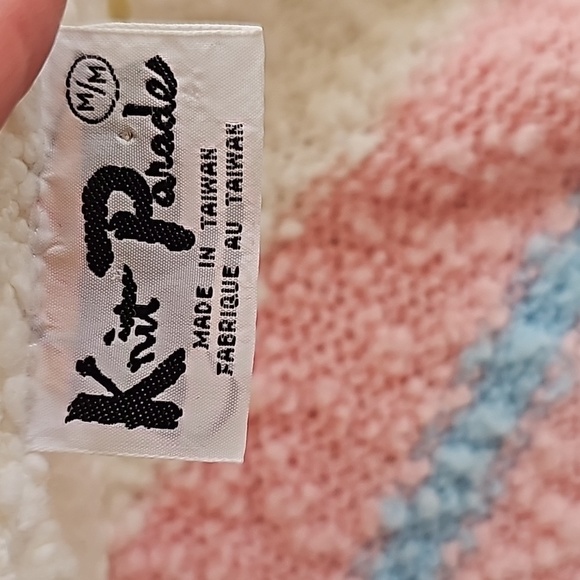 M/M
Knit Parade
MADE IN TAIWAN
FABRIQUE AU TAIWAN